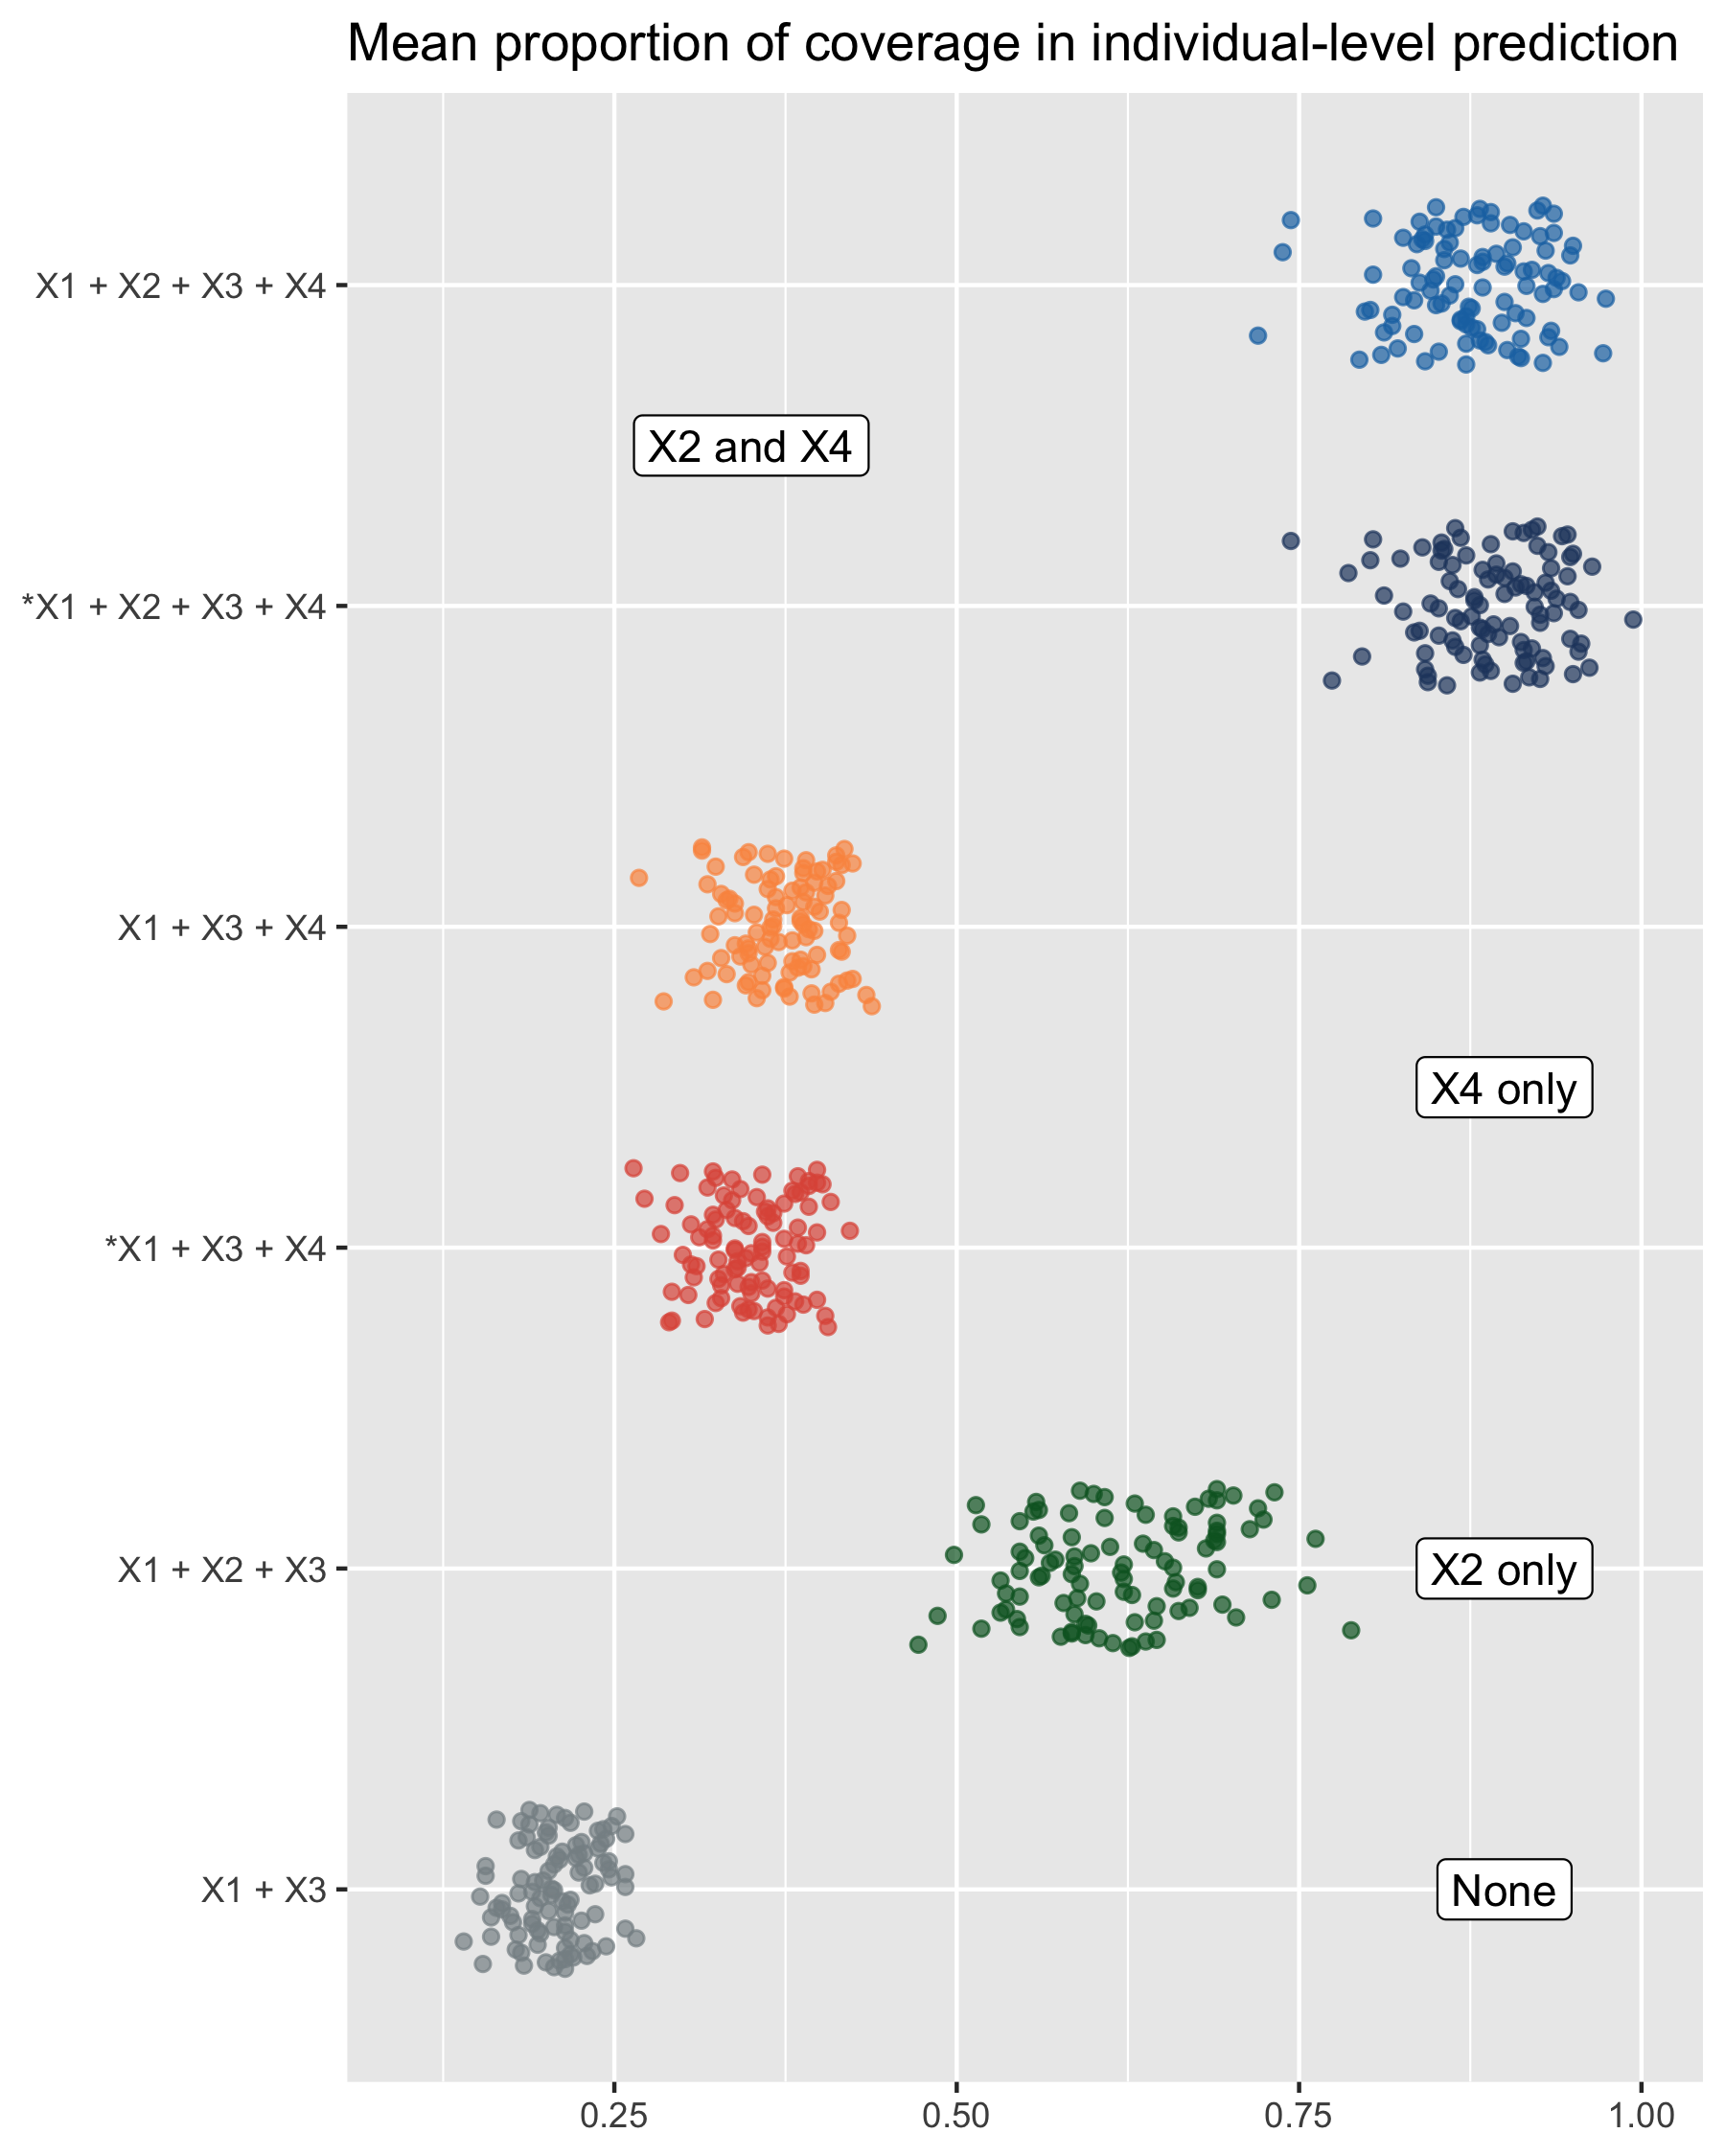 Mean proportion of coverage in individual-level prediction
X1 + X2 + X3 + X4
X2 and X4
*X1 + X2 + X3 + X4
X1 + X3 + X4
X4 only
*X1 + X3 + X4
X1 + X2 + X3
X2 only
X1 + X3
None
0.25
0.50
0.75
1.00